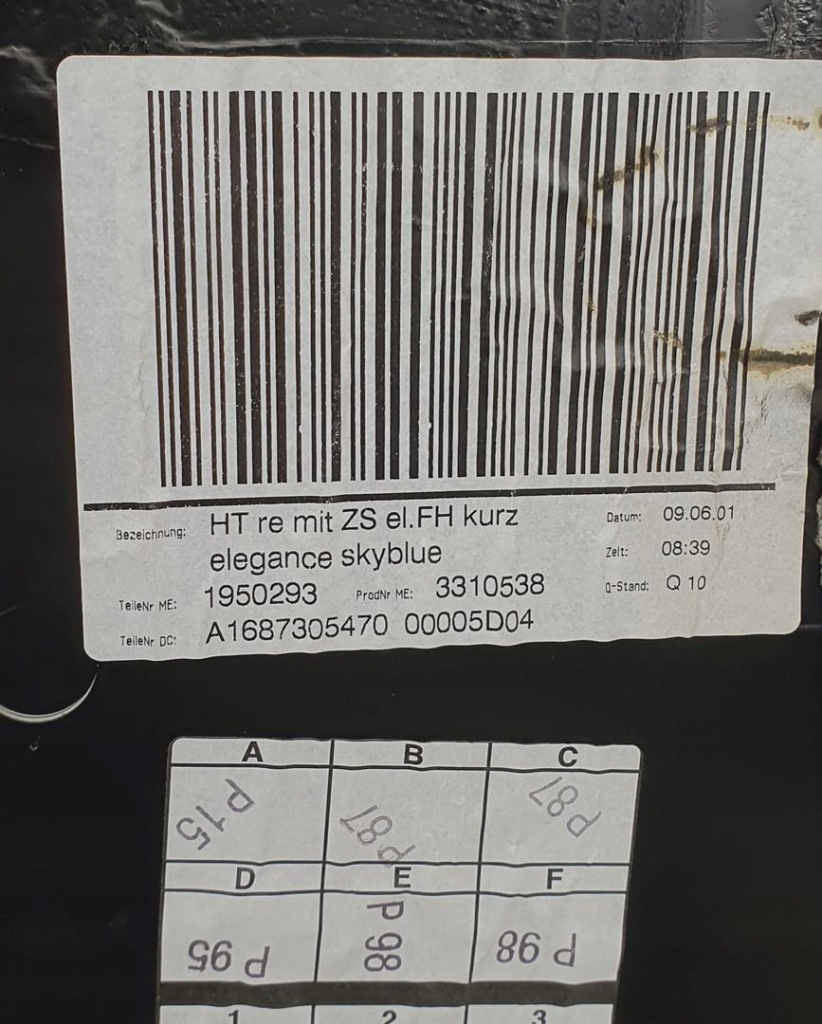 Bezeichnung: HT re mit ZS el.FH kurz Datum: 09.06.01
elegance skyblue Zeit: 08:39
TeileNr ME: 1950293 ProdNr ME: 3310538 Q-Stand: Q 10
TeileNr DC: A1687305470 00005D04
A B C
P15 P87 P87
D E F
P 95 P 98 P 98
1 2 3